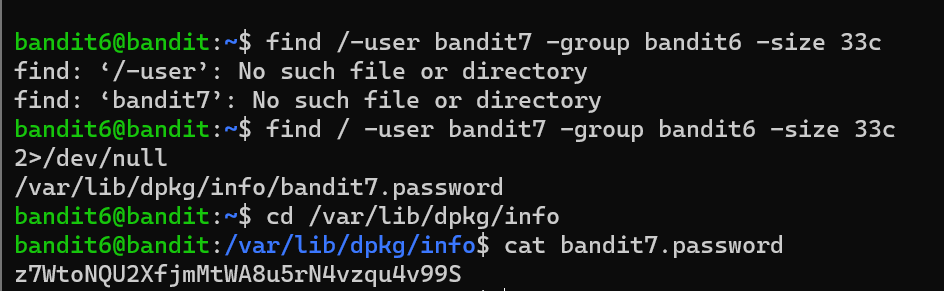 bandit6@bandit:~$ find /-user bandit7 -group bandit6 -size 33c
find: ‘/-user’: No such file or directory
find: ‘bandit7’: No such file or directory
bandit6@bandit:~$ find / -user bandit7 -group bandit6 -size 33c
2>/dev/null
/var/lib/dpkg/info/bandit7.password
bandit6@bandit:~$ cd /var/lib/dpkg/info
bandit6@bandit:/var/lib/dpkg/info$ cat bandit7.password
z7WtoNQU2XfjmMtWA8u5rN4vzqu4v99S